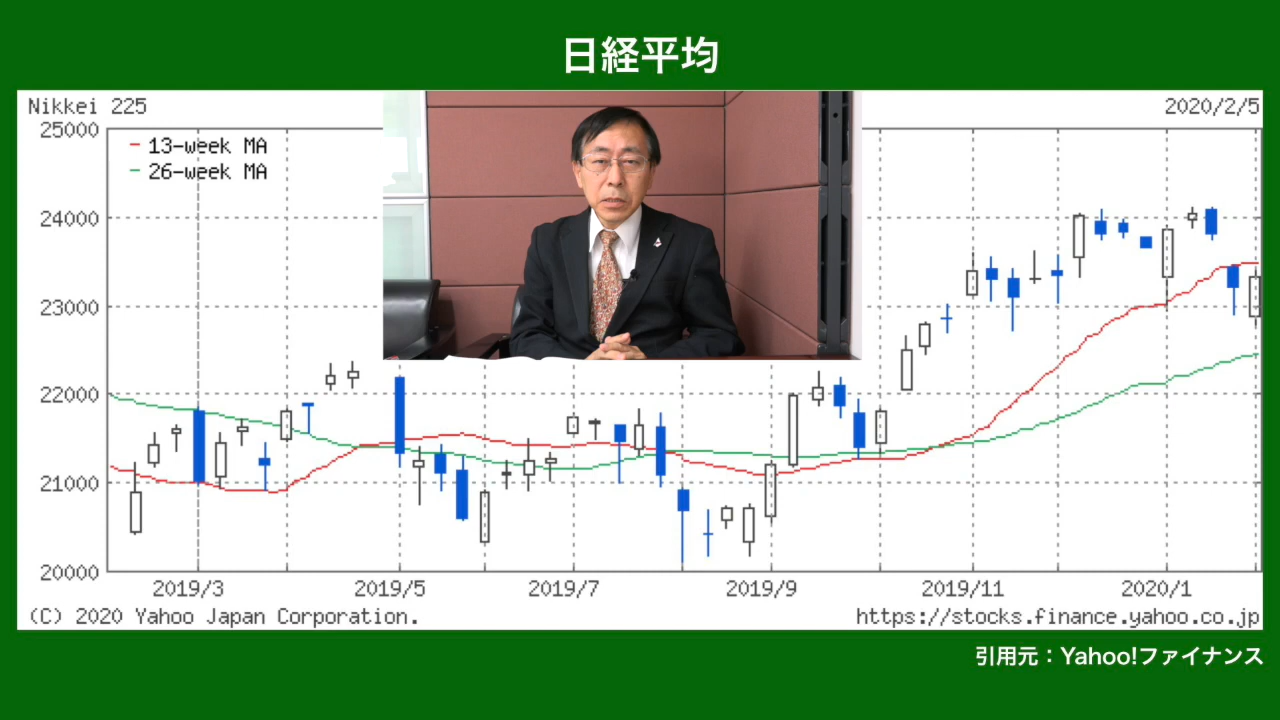 日経平均
Nikkei 225
2020/2/5
25000
13-week MA
26-week MA
24000
23000
22000
21000
20000
2019/3
2019/5
2019/7
2019/9
2019/11
2020/1
(C) 2020 Yahoo Japan Corporation.
https://stocks.finance.yahoo.co.jp
引用元：Yahoo!ファイナンス